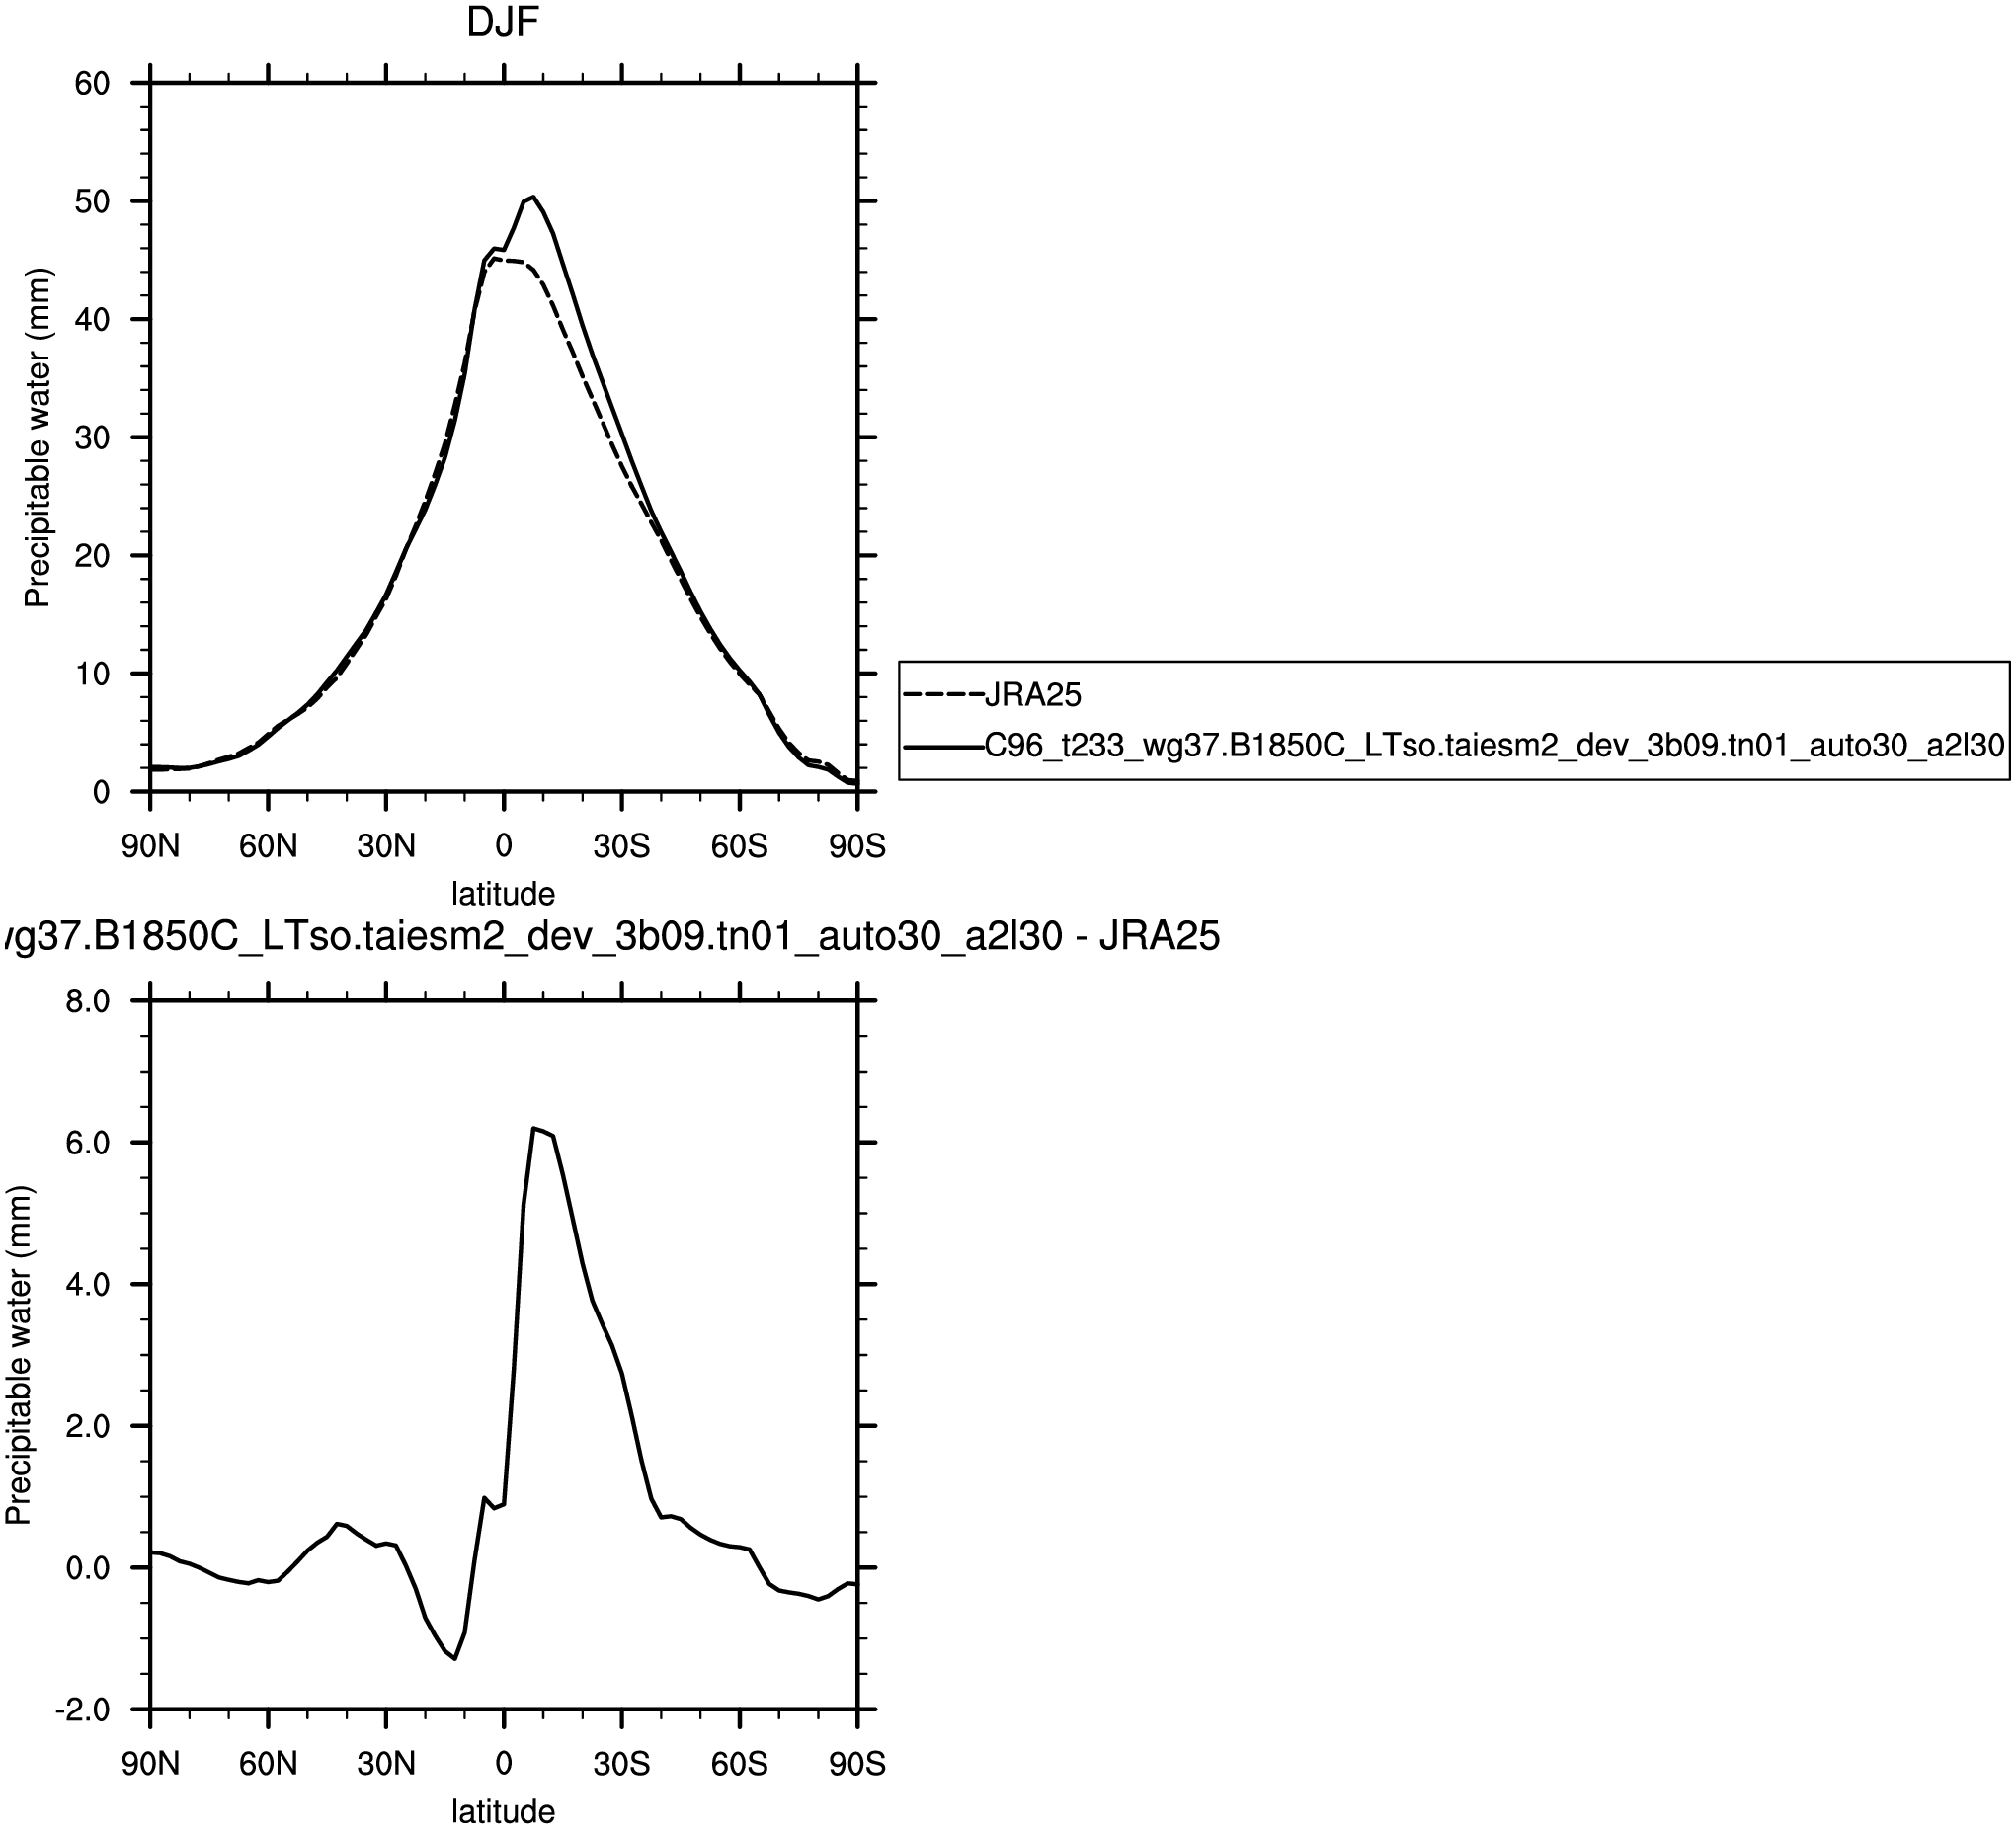 DJF
60
50
40
30
20
10
0
Precipitable water (mm)
90N 60N 30N 0 30S 60S 90S
latitude
JRA25
C96_t233_wg37.B1850C_LTso.taiesm2_dev_3b09.tn01_auto30_a2l30
g37.B1850C_LTso.taiesm2_dev_3b09.tn01_auto30_a2l30 - JRA25
8.0
6.0
4.0
2.0
0.0
-2.0
Precipitable water (mm)
90N 60N 30N 0 30S 60S 90S
latitude